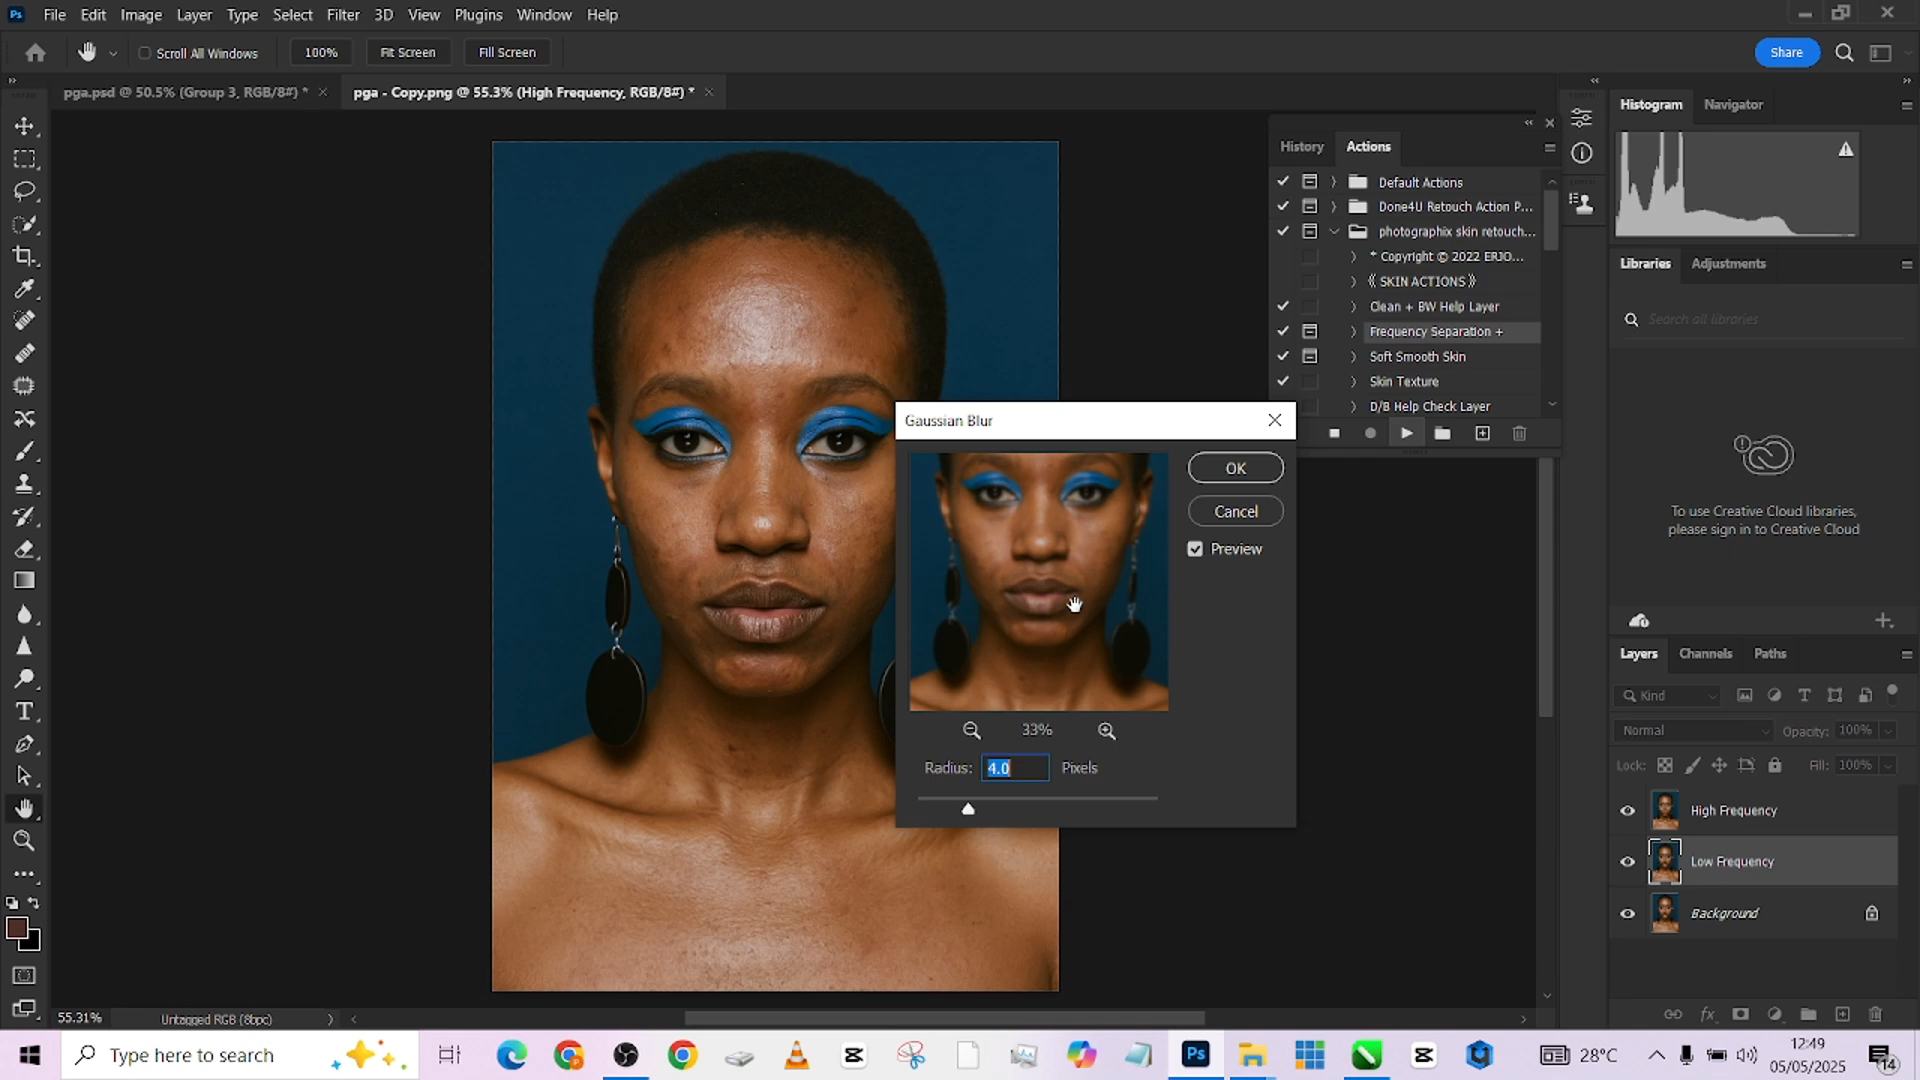 Ps File Edit Image Layer Type Select Filter 3D View Plugins Window Help
Scroll All Windows 100% Fit Screen Fill Screen Share
pga.psd @ 50.5% (Group 3, RGB/8#) * pga - Copy.png @ 55.3% (High Frequency, RGB/8#) *
Histogram Navigator
History Actions
Default Actions
Done4U Retouch Action P...
photographix skin retouch...
* Copyright © 2022 ERJO...
《 SKIN ACTIONS 》
Clean + BW Help Layer
Frequency Separation +
Soft Smooth Skin
Skin Texture
D/B Help Check Layer
Libraries Adjustments
Search all libraries
To use Creative Cloud libraries,
please sign in to Creative Cloud
Gaussian Blur
OK
Cancel
Preview
33%
Radius: 4.0 Pixels
Layers Channels Paths
Kind
Normal Opacity: 100%
Lock: Fill: 100%
High Frequency
Low Frequency
Background
55.31% Untagged RGB (8bpc)
Type here to search
Ps
28°C
12:49
05/05/2025
14